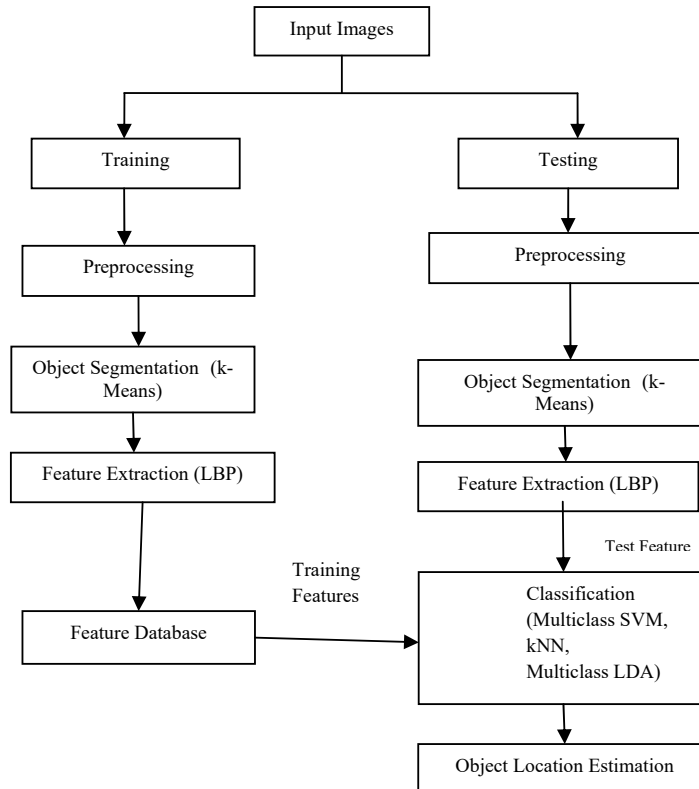 Input Images
Training
Testing
Preprocessing
Preprocessing
Object Segmentation (k-
Means)
Object Segmentation (k-
Means)
Feature Extraction (LBP)
Feature Extraction (LBP)
Test Feature
Training
Features
Feature Database
Classification
(Multiclass SVM,
kNN,
Multiclass LDA)
Object Location Estimation